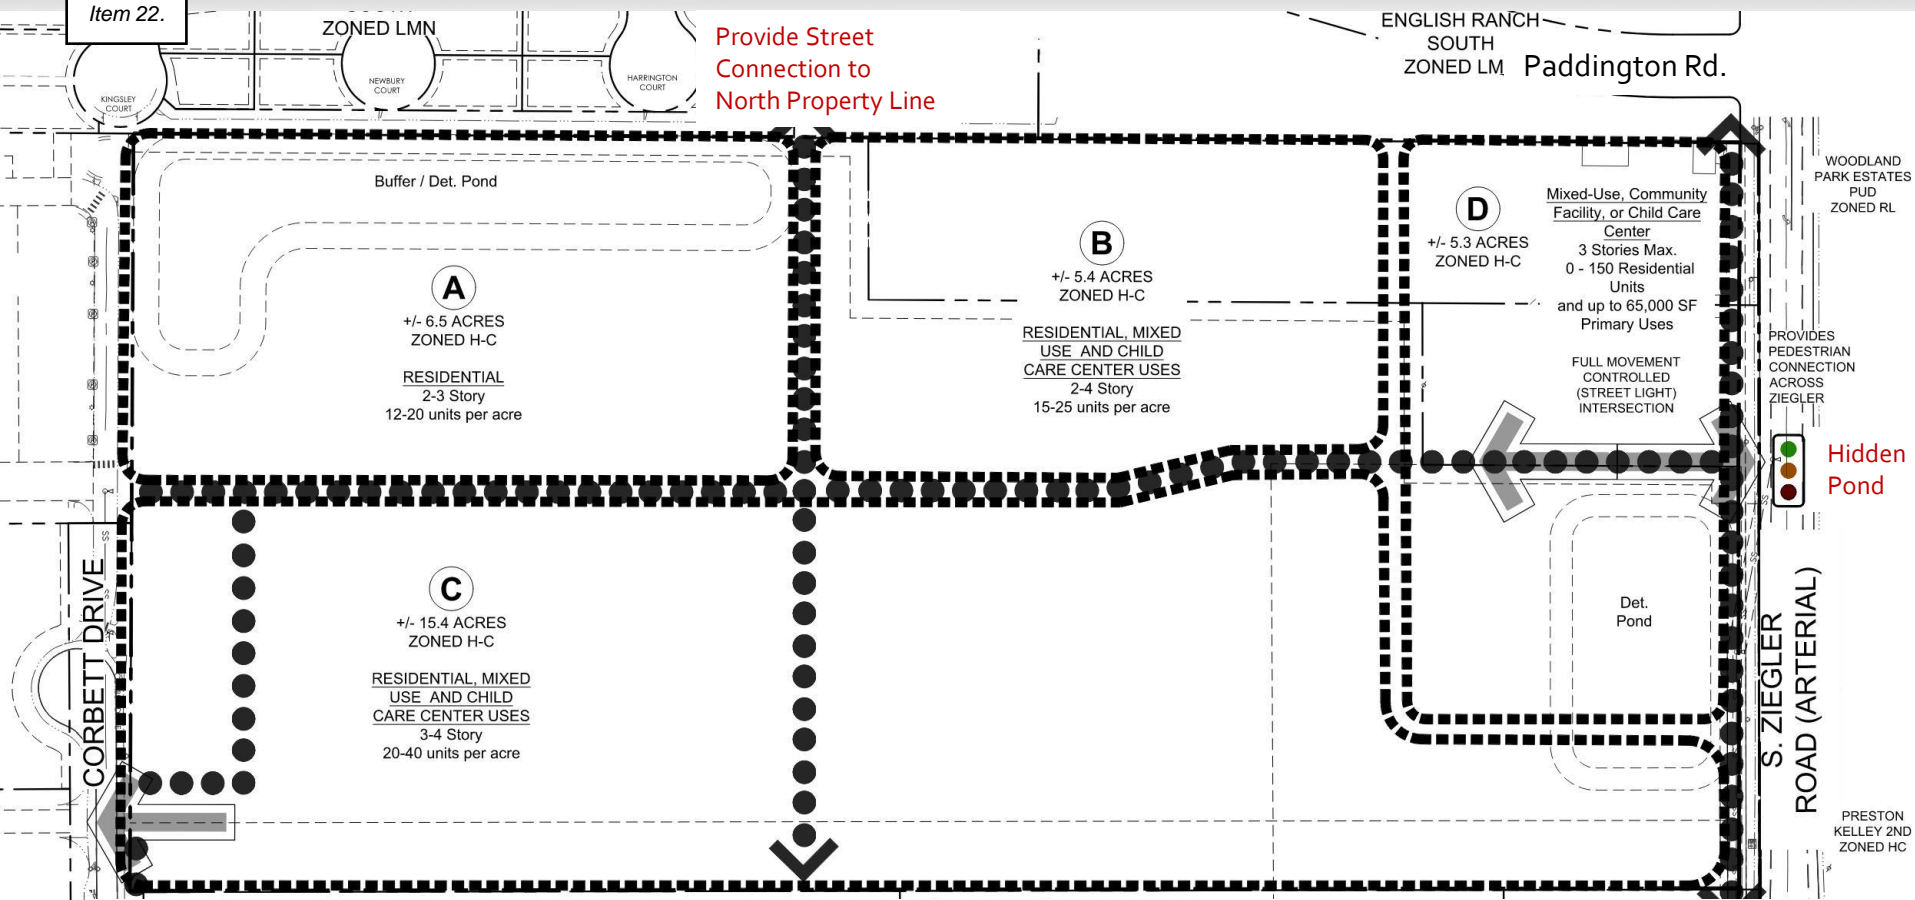 Item 22.
ZONED LMN
KINGSLEY
COURT
NEWBURY
COURT
HARRINGTON
COURT
Provide Street
Connection to
North Property Line
ENGLISH RANCH
SOUTH
ZONED LM
Paddington Rd.
WOODLAND
PARK ESTATES
PUD
ZONED RL
Buffer / Det. Pond
A
+/- 6.5 ACRES
ZONED H-C
RESIDENTIAL
2-3 Story
12-20 units per acre
B
+/- 5.4 ACRES
ZONED H-C
RESIDENTIAL, MIXED
USE AND CHILD
CARE CENTER USES
2-4 Story
15-25 units per acre
D
+/- 5.3 ACRES
ZONED H-C
Mixed-Use, Community
Facility, or Child Care
Center
3 Stories Max.
0 - 150 Residential
Units
and up to 65,000 SF
Primary Uses
FULL MOVEMENT
CONTROLLED
(STREET LIGHT)
INTERSECTION
PROVIDES
PEDESTRIAN
CONNECTION
ACROSS
ZIEGLER
Hidden
Pond
C
+/- 15.4 ACRES
ZONED H-C
RESIDENTIAL, MIXED
USE AND CHILD
CARE CENTER USES
3-4 Story
20-40 units per acre
Det.
Pond
CORBETT DRIVE
S. ZIEGLER
ROAD (ARTERIAL)
PRESTON
KELLEY 2ND
ZONED HC